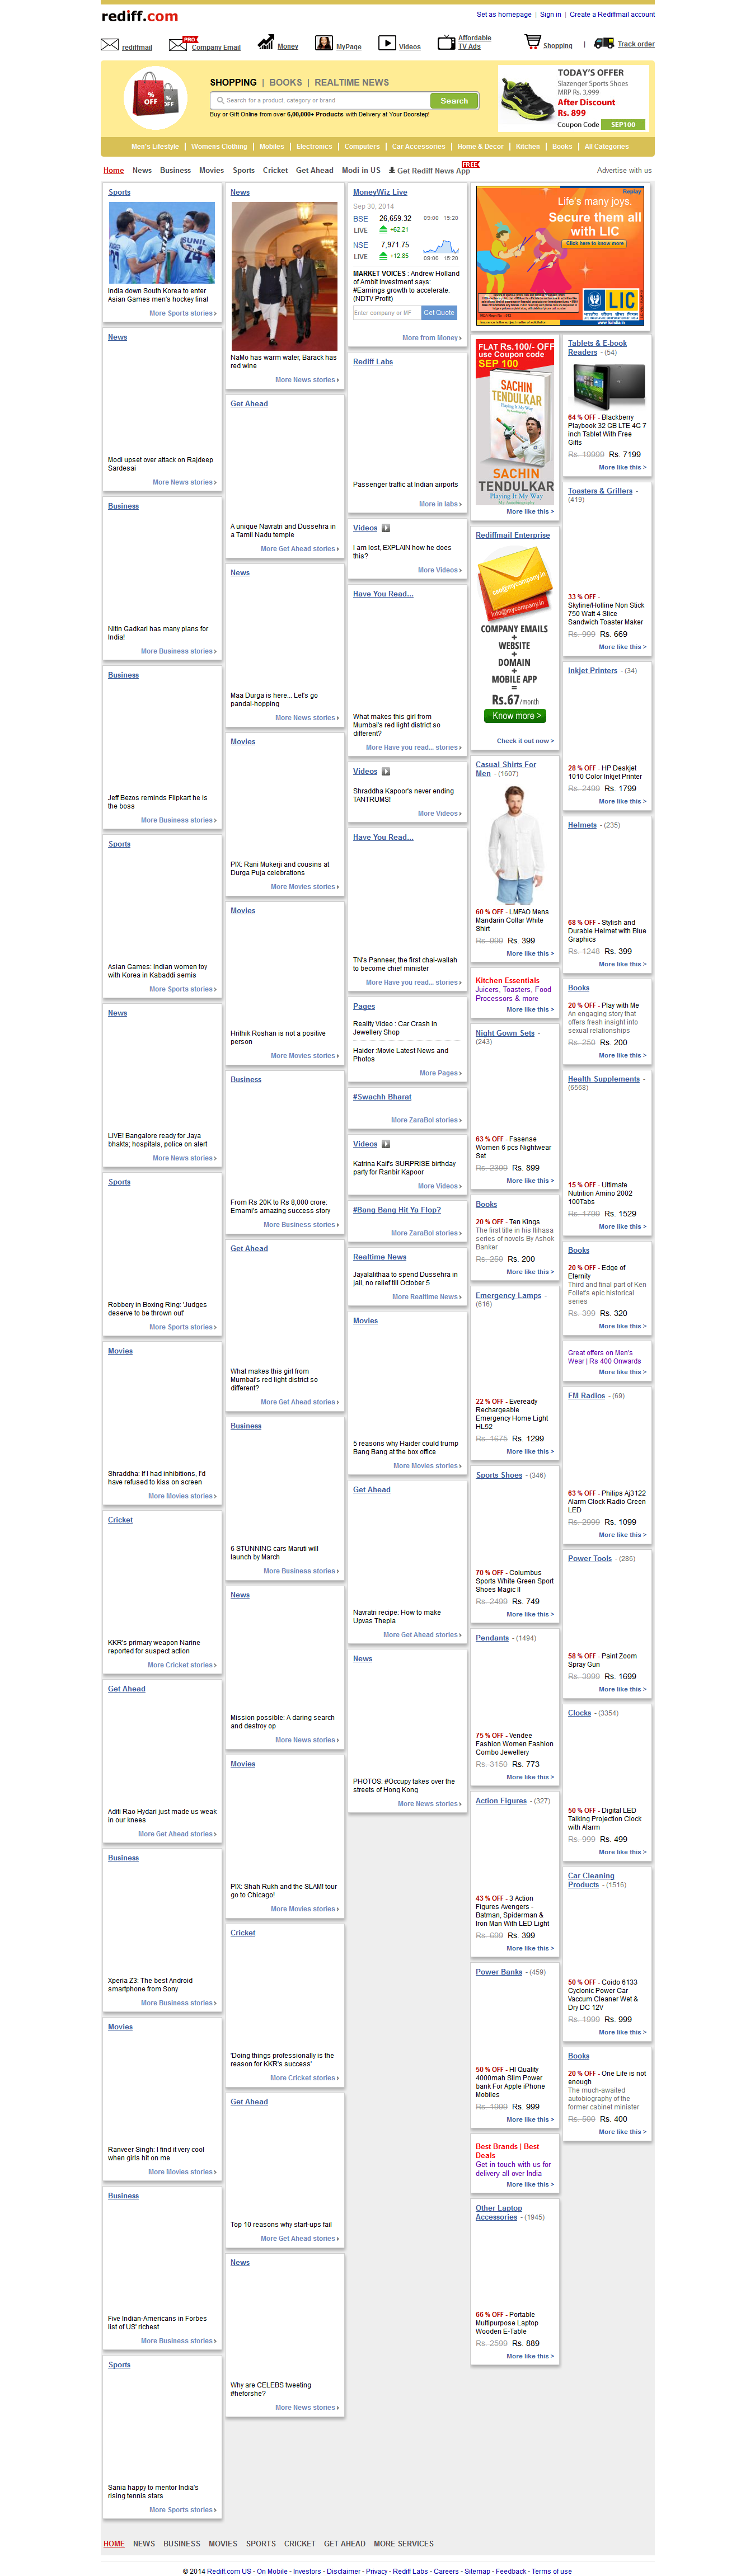 rediff.com
Set as homepage | Sign in | Create a Rediffmail account
rediffmail
PRO
Company Email
Money
MyPage
Videos
Affordable
TV Ads
Shopping
|
Track order
% OFF
% OFF
SHOPPING | BOOKS | REALTIME NEWS
Search for a product, category or brand
Search
Buy or Gift Online from over 6,00,000+ Products with Delivery at Your Doorstep!
TODAY'S OFFER
Slazenger Sports Shoes
MRP Rs. 3,999
After Discount
Rs. 899
Coupon Code SEP100
Men's Lifestyle | Womens Clothing | Mobiles | Electronics | Computers | Car Accessories | Home & Decor | Kitchen | Books | All Categories
Home News Business Movies Sports Cricket Get Ahead Modi in US Get Rediff News App
FREE
Advertise with us
Sports
SUNIL
24
India down South Korea to enter
Asian Games men's hockey final
More Sports stories
News
Modi upset over attack on Rajdeep
Sardesai
More News stories
Business
Nitin Gadkari has many plans for
India!
More Business stories
Business
Jeff Bezos reminds Flipkart he is
the boss
More Business stories
Sports
Asian Games: Indian women toy
with Korea in Kabaddi semis
More Sports stories
News
LIVE! Bangalore ready for Jaya
bhakts; hospitals, police on alert
More News stories
Sports
Robbery in Boxing Ring: 'Judges
deserve to be thrown out'
More Sports stories
Movies
Shraddha: If I had inhibitions, I'd
have refused to kiss on screen
More Movies stories
Cricket
KKR's primary weapon Narine
reported for suspect action
More Cricket stories
Get Ahead
Aditi Rao Hydari just made us weak
in our knees
More Get Ahead stories
Business
Xperia Z3: The best Android
smartphone from Sony
More Business stories
Movies
Ranveer Singh: I find it very cool
when girls hit on me
More Movies stories
Business
Five Indian-Americans in Forbes
list of US' richest
More Business stories
Sports
Sania happy to mentor India's
rising tennis stars
More Sports stories
News
NaMo has warm water, Barack has
red wine
More News stories
Get Ahead
A unique Navratri and Dussehra in
a Tamil Nadu temple
More Get Ahead stories
News
Maa Durga is here... Let's go
pandal-hopping
More News stories
Movies
PIX: Rani Mukerji and cousins at
Durga Puja celebrations
More Movies stories
Movies
Hrithik Roshan is not a positive
person
More Movies stories
Business
From Rs 20K to Rs 8,000 crore:
Emami's amazing success story
More Business stories
Get Ahead
What makes this girl from
Mumbai's red light district so
different?
More Get Ahead stories
Business
6 STUNNING cars Maruti will
launch by March
More Business stories
News
Mission possible: A daring search
and destroy op
More News stories
Movies
PIX: Shah Rukh and the SLAM! tour
go to Chicago!
More Movies stories
Cricket
'Doing things professionally is the
reason for KKR's success'
More Cricket stories
Get Ahead
Top 10 reasons why start-ups fail
More Get Ahead stories
News
Why are CELEBS tweeting
#heforshe?
More News stories
MoneyWiz Live
Sep 30, 2014
BSE 26,659.32 09:00 15:20
LIVE +62.21
NSE 7,971.75
LIVE +12.85 09:00 15:20
MARKET VOICES : Andrew Holland
of Ambit Investment says:
#Earnings growth to accelerate.
(NDTV Profit)
Enter company or MF Get Quote
More from Money
Rediff Labs
Passenger traffic at Indian airports
More in labs
Videos
I am lost, EXPLAIN how he does
this?
More Videos
Have You Read...
What makes this girl from
Mumbai's red light district so
different?
More Have you read... stories
Videos
Shraddha Kapoor's never ending
TANTRUMS!
More Videos
Have You Read...
TN's Panneer, the first chai-wallah
to become chief minister
More Have you read... stories
Pages
Reality Video : Car Crash In
Jewellery Shop
Haider :Movie Latest News and
Photos
More Pages
#Swachh Bharat
More ZaraBol stories
Videos
Katrina Kaif's SURPRISE birthday
party for Ranbir Kapoor
More Videos
#Bang Bang Hit Ya Flop?
More ZaraBol stories
Realtime News
Jayalalithaa to spend Dussehra in
jail, no relief till October 5
More Realtime News
Movies
5 reasons why Haider could trump
Bang Bang at the box office
More Movies stories
Get Ahead
Navratri recipe: How to make
Upvas Thepla
More Get Ahead stories
News
PHOTOS: #Occupy takes over the
streets of Hong Kong
More News stories
Replay
Life's many joys.
Secure them all
with LIC
Click here to know more
LIC
FLAT Rs.100/- OFF
use Coupon code
SEP 100
SACHIN
TENDULKAR
Playing It My Way
SACHIN
TENDULKAR
Playing It My Way
My Autobiography
More like this >
Rediffmail Enterprise
ceo@mycompany.in
info@mycompany.in
COMPANY EMAILS
+
WEBSITE
+
DOMAIN
+
MOBILE APP
=
Rs.67/month
Know more >
Check it out now >
Casual Shirts For
Men - (1607)
60 % OFF - LMFAO Mens
Mandarin Collar White
Shirt
Rs. 999 Rs. 399
More like this >
Kitchen Essentials
Juicers, Toasters, Food
Processors & more
More like this >
Night Gown Sets -
(243)
63 % OFF - Fasense
Women 6 pcs Nightwear
Set
Rs. 2399 Rs. 899
More like this >
Books
20 % OFF - Ten Kings
The first title in his Itihasa
series of novels By Ashok
Banker
Rs. 250 Rs. 200
More like this >
Emergency Lamps -
(616)
22 % OFF - Eveready
Rechargeable
Emergency Home Light
HL52
Rs. 1675 Rs. 1299
More like this >
Sports Shoes - (346)
70 % OFF - Columbus
Sports White Green Sport
Shoes Magic II
Rs. 2499 Rs. 749
More like this >
Pendants - (1494)
75 % OFF - Vendee
Fashion Women Fashion
Combo Jewellery
Rs. 3150 Rs. 773
More like this >
Action Figures - (327)
43 % OFF - 3 Action
Figures Avengers -
Batman, Spiderman &
Iron Man With LED Light
Rs. 699 Rs. 399
More like this >
Power Banks - (459)
50 % OFF - HI Quality
4000mah Slim Power
bank For Apple iPhone
Mobiles
Rs. 1999 Rs. 999
More like this >
Best Brands | Best
Deals
Get in touch with us for
delivery all over India
More like this >
Other Laptop
Accessories - (1945)
66 % OFF - Portable
Multipurpose Laptop
Wooden E-Table
Rs. 2599 Rs. 889
More like this >
Tablets & E.book
Readers - (54)
64 % OFF - Blackberry
Playbook 32 GB LTE 4G 7
inch Tablet With Free
Gifts
Rs. 19999 Rs. 7199
More like this >
Toasters & Grillers -
(419)
33 % OFF -
Skyline/Hotline Non Stick
750 Watt 4 Slice
Sandwich Toaster Maker
Rs. 999 Rs. 669
More like this >
Inkjet Printers - (34)
28 % OFF - HP Deskjet
1010 Color Inkjet Printer
Rs. 2499 Rs. 1799
More like this >
Helmets - (235)
68 % OFF - Stylish and
Durable Helmet with Blue
Graphics
Rs. 1245 Rs. 399
More like this >
Books
20 % OFF - Play with Me
An engaging story that
offers fresh insight into
sexual relationships
Rs. 250 Rs. 200
More like this >
Health Supplements -
(6568)
15 % OFF - Ultimate
Nutrition Amino 2002
100Tabs
Rs. 1799 Rs. 1529
More like this >
Books
20 % OFF - Edge of
Eternity
Third and final part of Ken
Follet's epic historical
series
Rs. 399 Rs. 320
More like this >
Great offers on Men's
Wear | Rs 400 Onwards
More like this >
FM Radios - (69)
63 % OFF - Philips Aj3122
Alarm Clock Radio Green
LED
Rs. 2999 Rs. 1099
More like this >
Power Tools - (286)
58 % OFF - Paint Zoom
Spray Gun
Rs. 3999 Rs. 1699
More like this >
Clocks - (3354)
50 % OFF - Digital LED
Talking Projection Clock
with Alarm
Rs. 999 Rs. 499
More like this >
Car Cleaning
Products - (1516)
50 % OFF - Coido 6133
Cyclonic Power Car
Vaccum Cleaner Wet &
Dry DC 12V
Rs. 1999 Rs. 999
More like this >
Books
20 % OFF - One Life is not
enough
The much-awaited
autobiography of the
former cabinet minister
Rs. 500 Rs. 400
More like this >
HOME NEWS BUSINESS MOVIES SPORTS CRICKET GET AHEAD MORE SERVICES
© 2014 Rediff.com US - On Mobile - Investors - Disclaimer - Privacy - Rediff Labs - Careers - Sitemap - Feedback - Terms of use